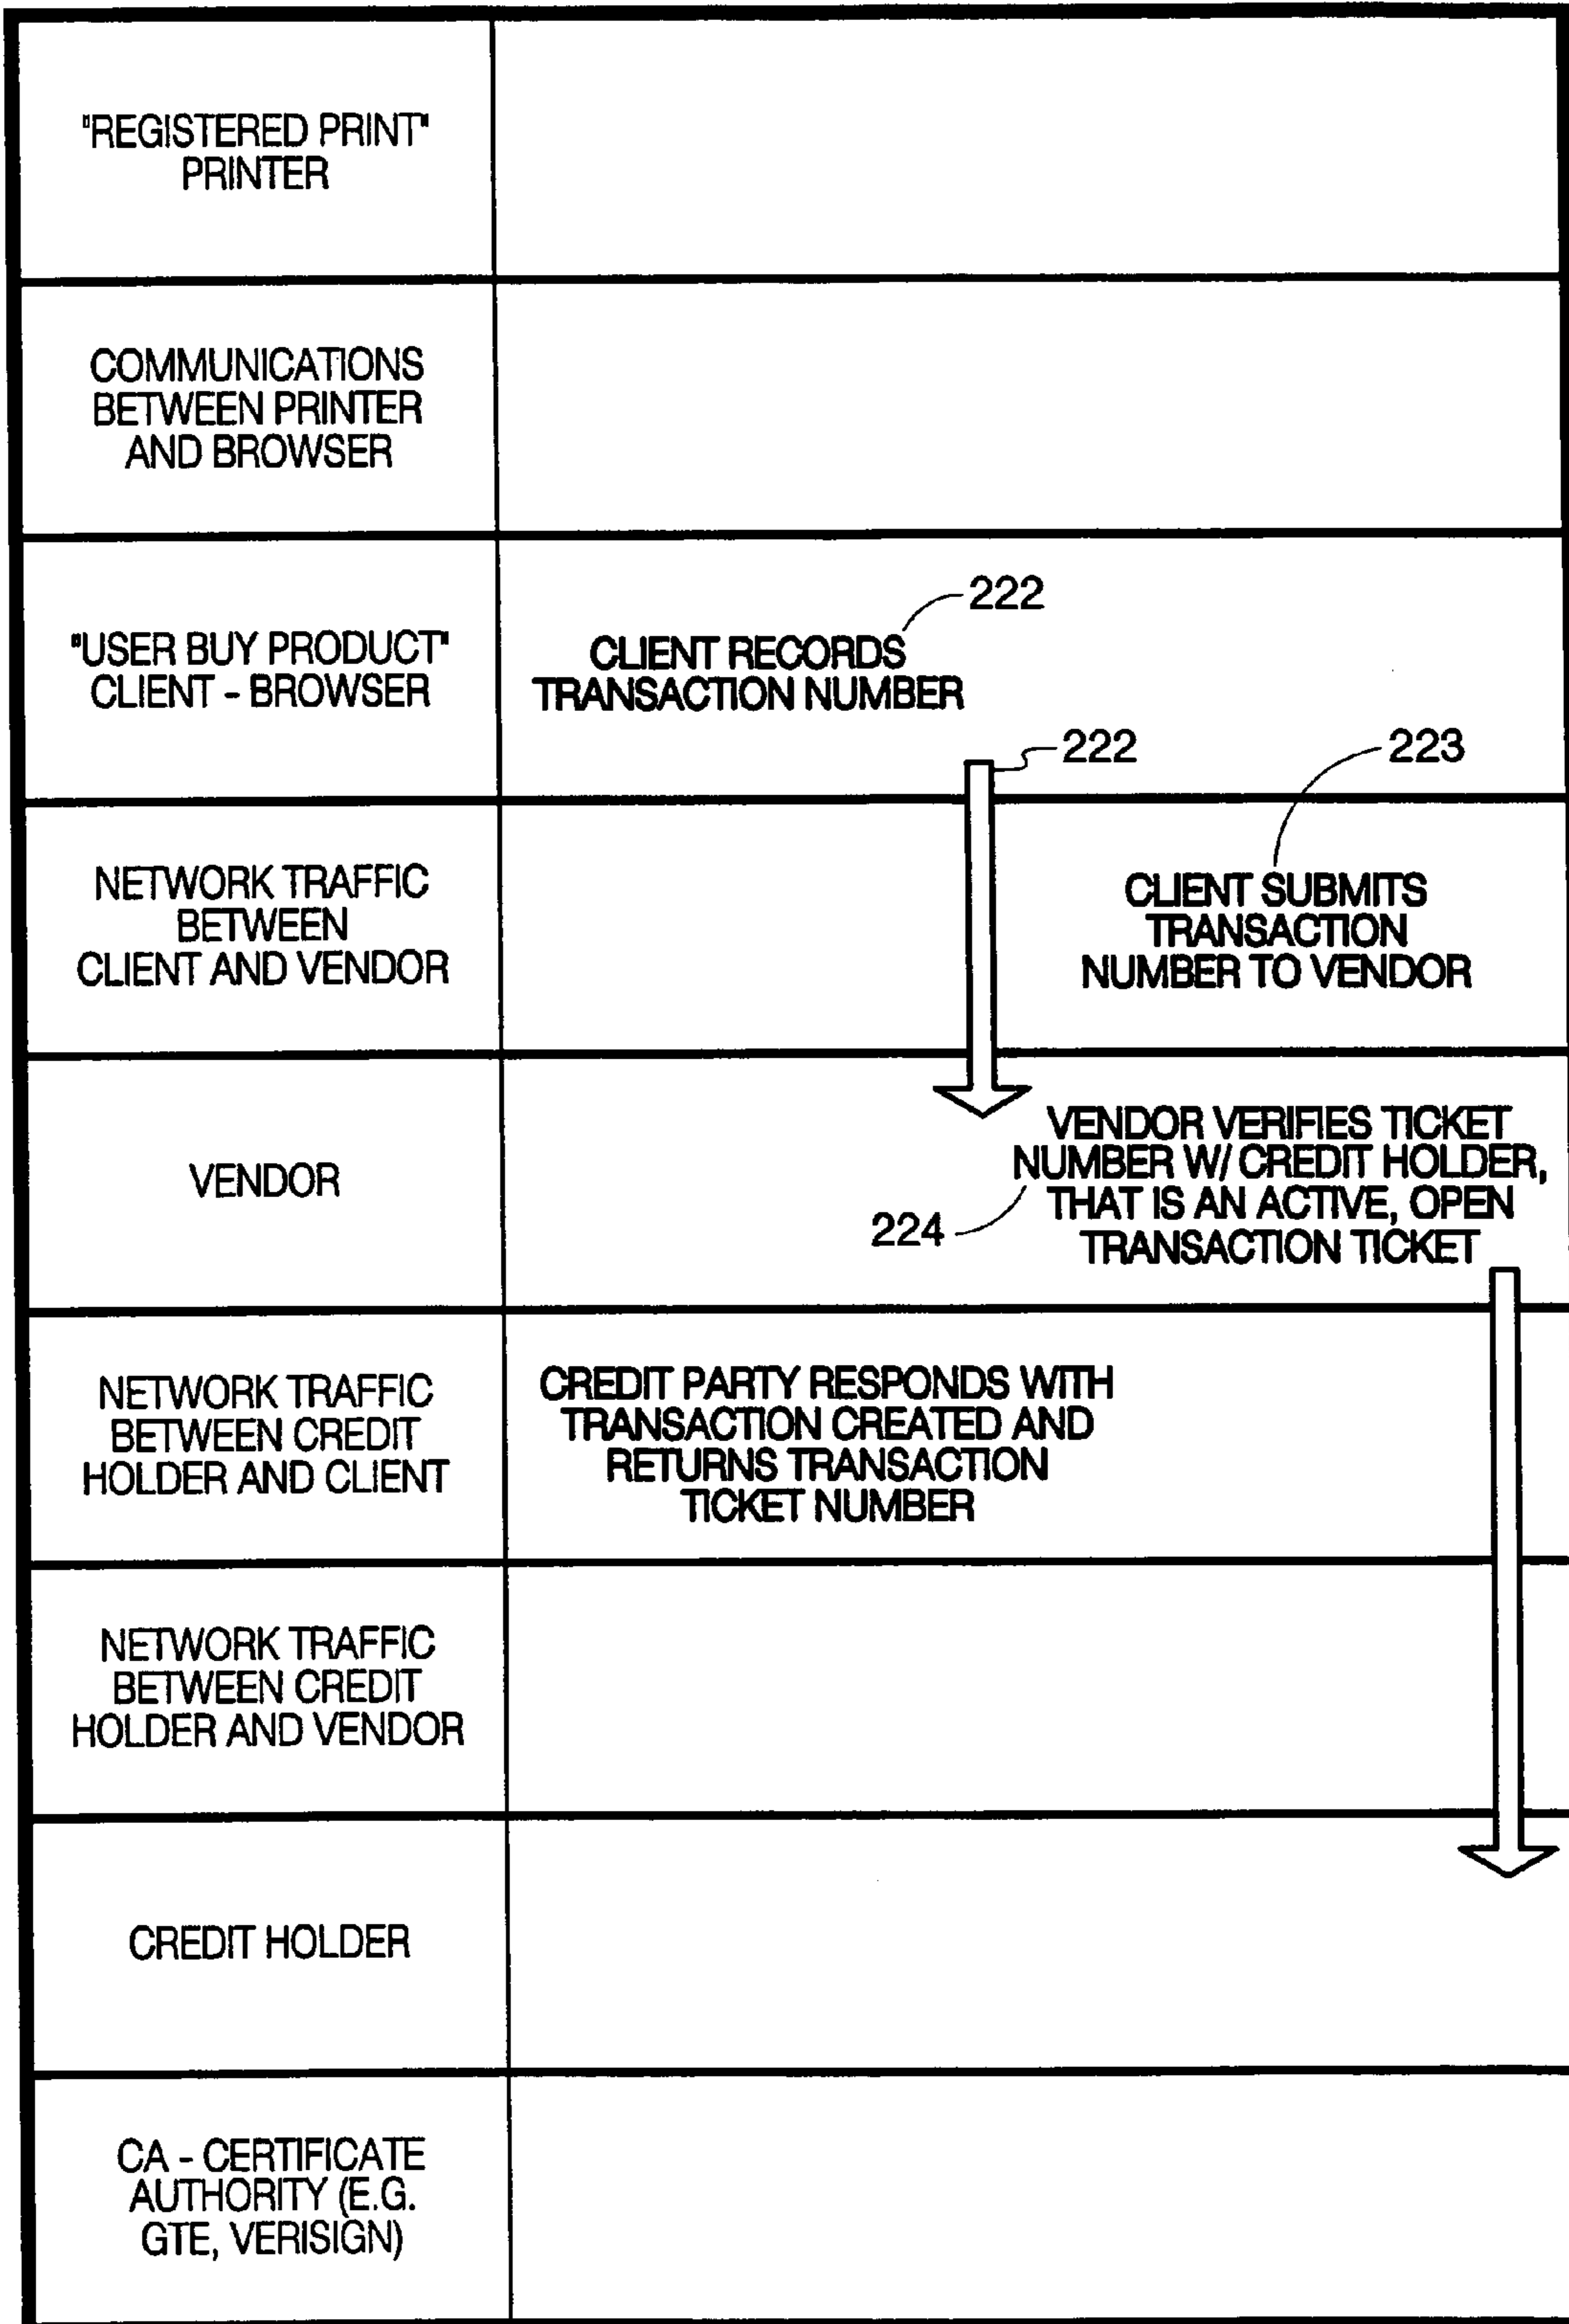 "REGISTERED PRINT"
PRINTER
COMMUNICATIONS
BETWEEN PRINTER
AND BROWSER
"USER BUY PRODUCT"
CLIENT - BROWSER
222
CLIENT RECORDS
TRANSACTION NUMBER
222
223
NETWORK TRAFFIC
BETWEEN
CLIENT AND VENDOR
CLIENT SUBMITS
TRANSACTION
NUMBER TO VENDOR
VENDOR
VENDOR VERIFIES TICKET
NUMBER W/ CREDIT HOLDER,
THAT IS AN ACTIVE, OPEN
TRANSACTION TICKET
224
NETWORK TRAFFIC
BETWEEN CREDIT
HOLDER AND CLIENT
CREDIT PARTY RESPONDS WITH
TRANSACTION CREATED AND
RETURNS TRANSACTION
TICKET NUMBER
NETWORK TRAFFIC
BETWEEN CREDIT
HOLDER AND VENDOR
CREDIT HOLDER
CA - CERTIFICATE
AUTHORITY (E.G.
GTE, VERISIGN)